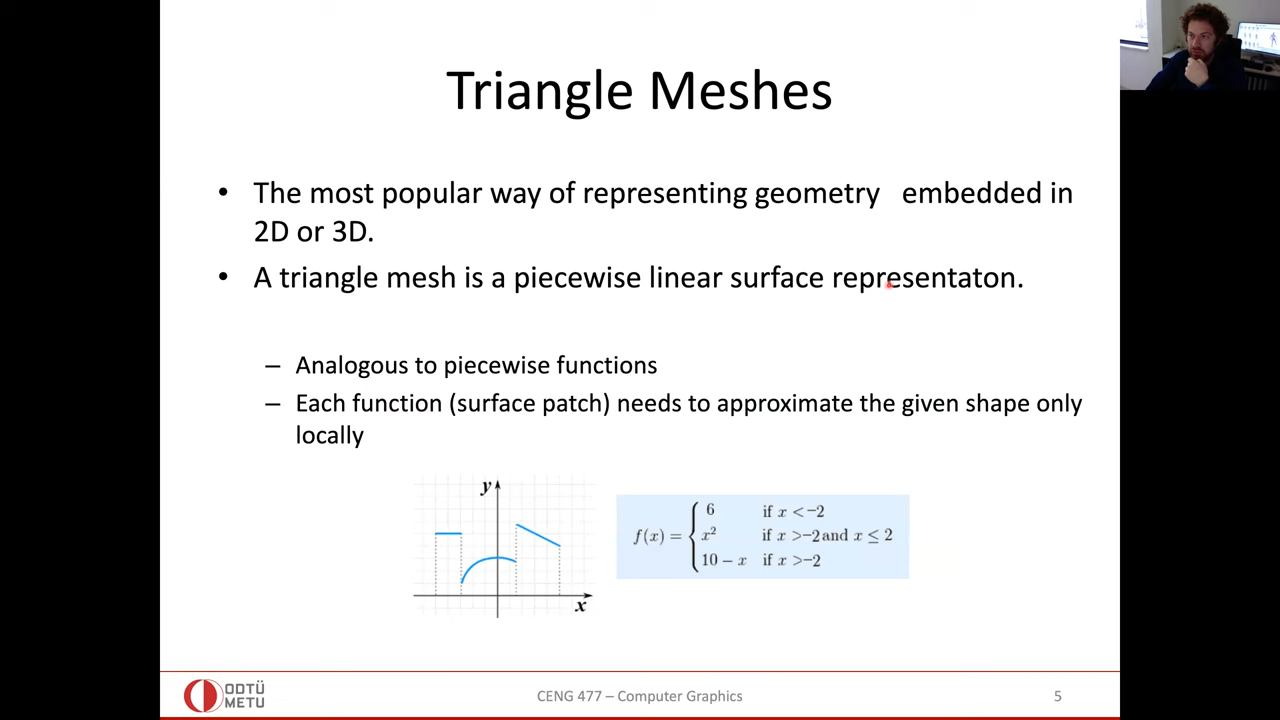 Triangle Meshes
• The most popular way of representing geometry embedded in
2D or 3D.
• A triangle mesh is a piecewise linear surface representaton.
– Analogous to piecewise functions
– Each function (surface patch) needs to approximate the given shape only
locally
y
x
6 if x <−2
f(x) = { x² if x >−2 and x ≤ 2
10 − x if x >−2
ODTÜ
METU
CENG 477 – Computer Graphics
5